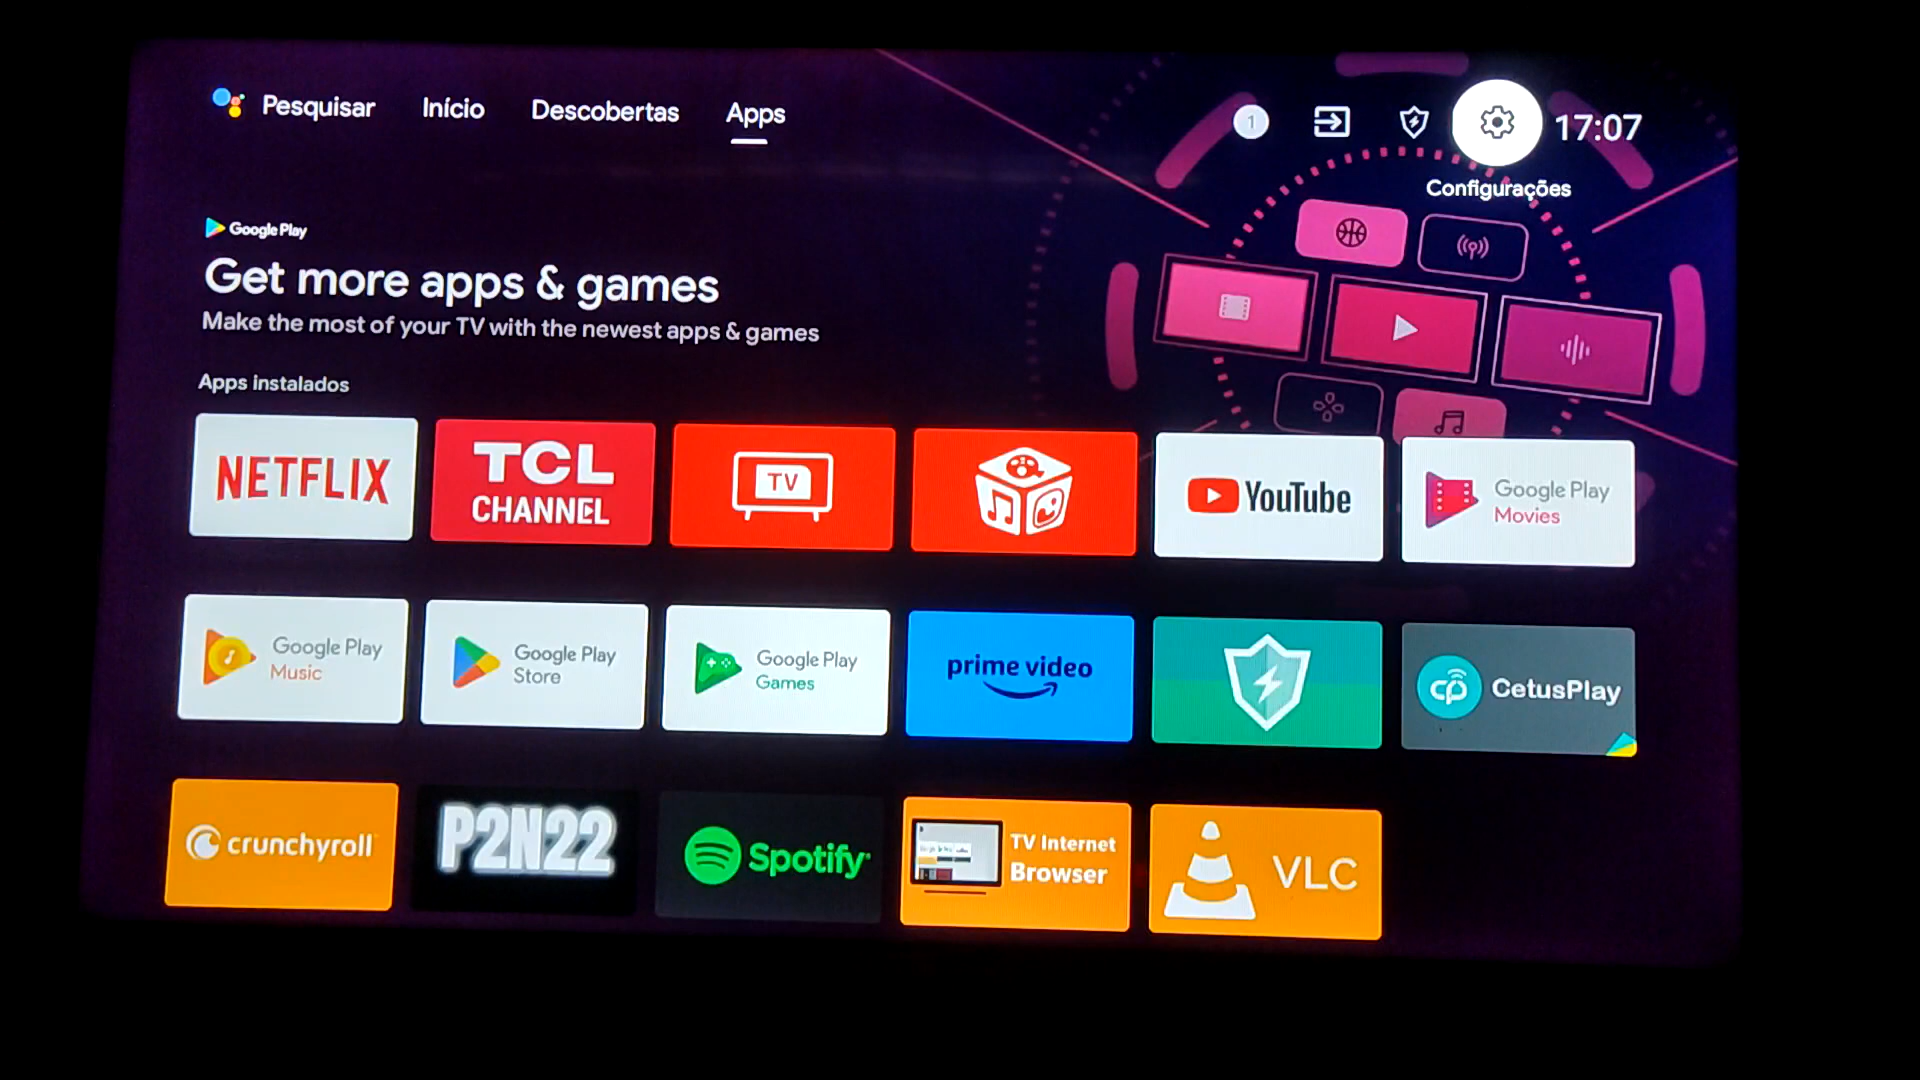 Pesquisar Início Descobertas Apps
1
17:07
Configurações
Google Play
Get more apps & games
Make the most of your TV with the newest apps & games
Apps instalados
NETFLIX
TCL
CHANNEL
TV
YouTube
Google Play
Movies
Google Play
Music
Google Play
Store
Google Play
Games
prime video
cp CetusPlay
crunchyroll
P2N22
Spotify
TV Internet
Browser
VLC